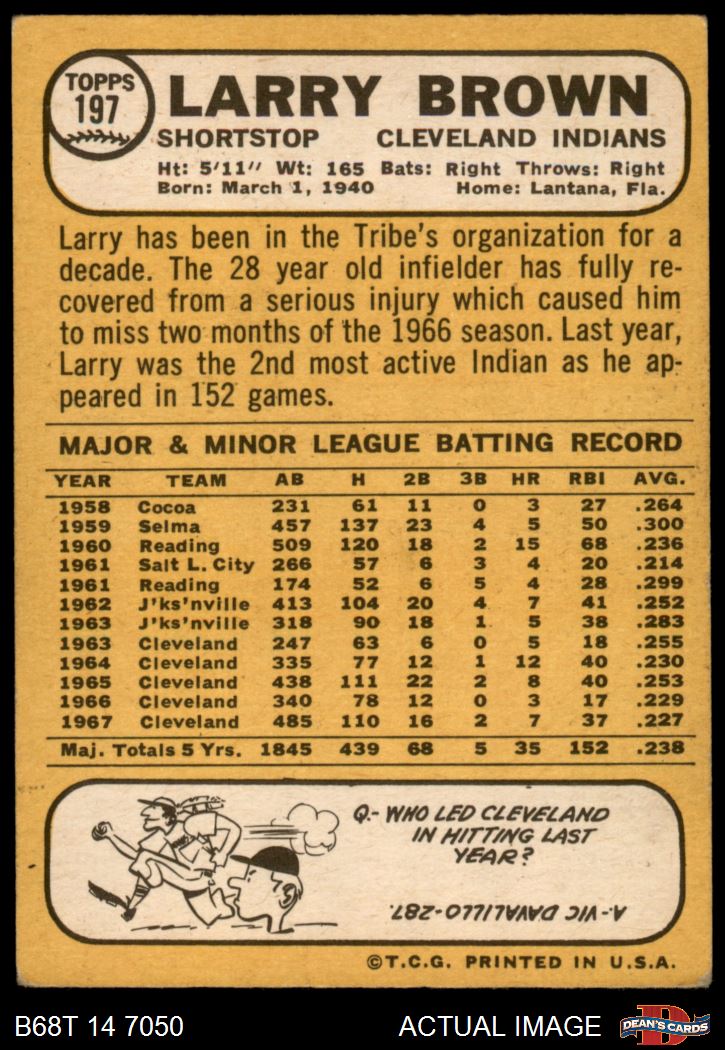 TOPPS
197
LARRY BROWN
SHORTSTOP CLEVELAND INDIANS
Ht: 5'11" Wt: 165 Bats: Right Throws: Right
Born: March 1, 1940 Home: Lantana, Fla.
Larry has been in the Tribe's organization for a
decade. The 28 year old infielder has fully re-
covered from a serious injury which caused him
to miss two months of the 1966 season. Last year,
Larry was the 2nd most active Indian as he ap-
peared in 152 games.
MAJOR & MINOR LEAGUE BATTING RECORD
YEAR TEAM AB H 2B 3B HR RBI AVG.
1958 Cocoa 231 61 11 0 3 27 .264
1959 Selma 457 137 23 4 5 50 .300
1960 Reading 509 120 18 2 15 68 .236
1961 Salt L. City 266 57 6 3 4 20 .214
1961 Reading 174 52 6 5 4 28 .299
1962 J'ks'nville 413 104 20 4 7 41 .252
1963 J'ks'nville 318 90 18 1 5 38 .283
1963 Cleveland 247 63 6 0 5 18 .255
1964 Cleveland 335 77 12 1 12 40 .230
1965 Cleveland 438 111 22 2 8 40 .253
1966 Cleveland 340 78 12 0 3 17 .229
1967 Cleveland 485 110 16 2 7 37 .227
Maj. Totals 5 Yrs. 1845 439 68 5 35 152 .238
Q.- WHO LED CLEVELAND
IN HITTING LAST
YEAR?
A.- VIC DAVALILLO-287.
©T.C.G. PRINTED IN U.S.A.
B68T 14 7050 ACTUAL IMAGE
D
DEAN'S CARDS